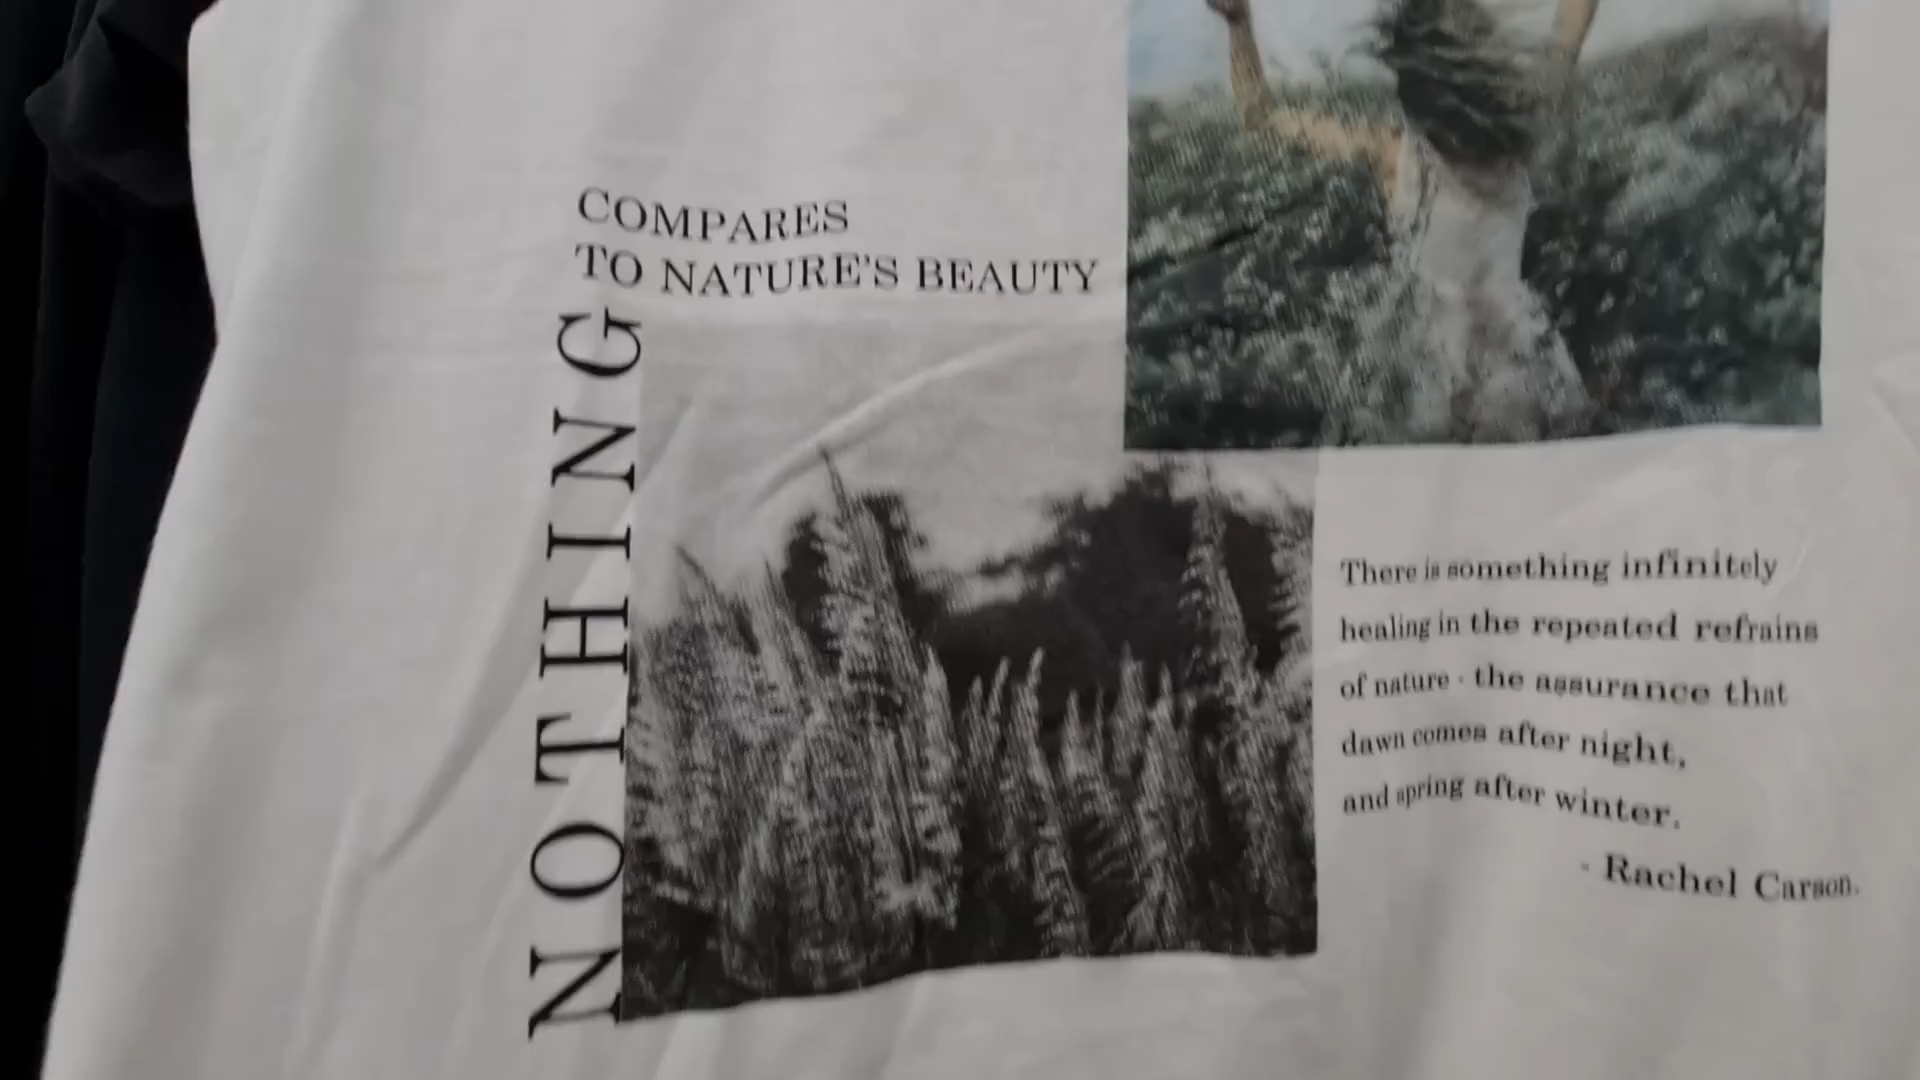 NOTHING
COMPARES
TO NATURE'S BEAUTY
There is something infinitely
healing in the repeated refrains
of nature - the assurance that
dawn comes after night,
and spring after winter.
- Rachel Carson.